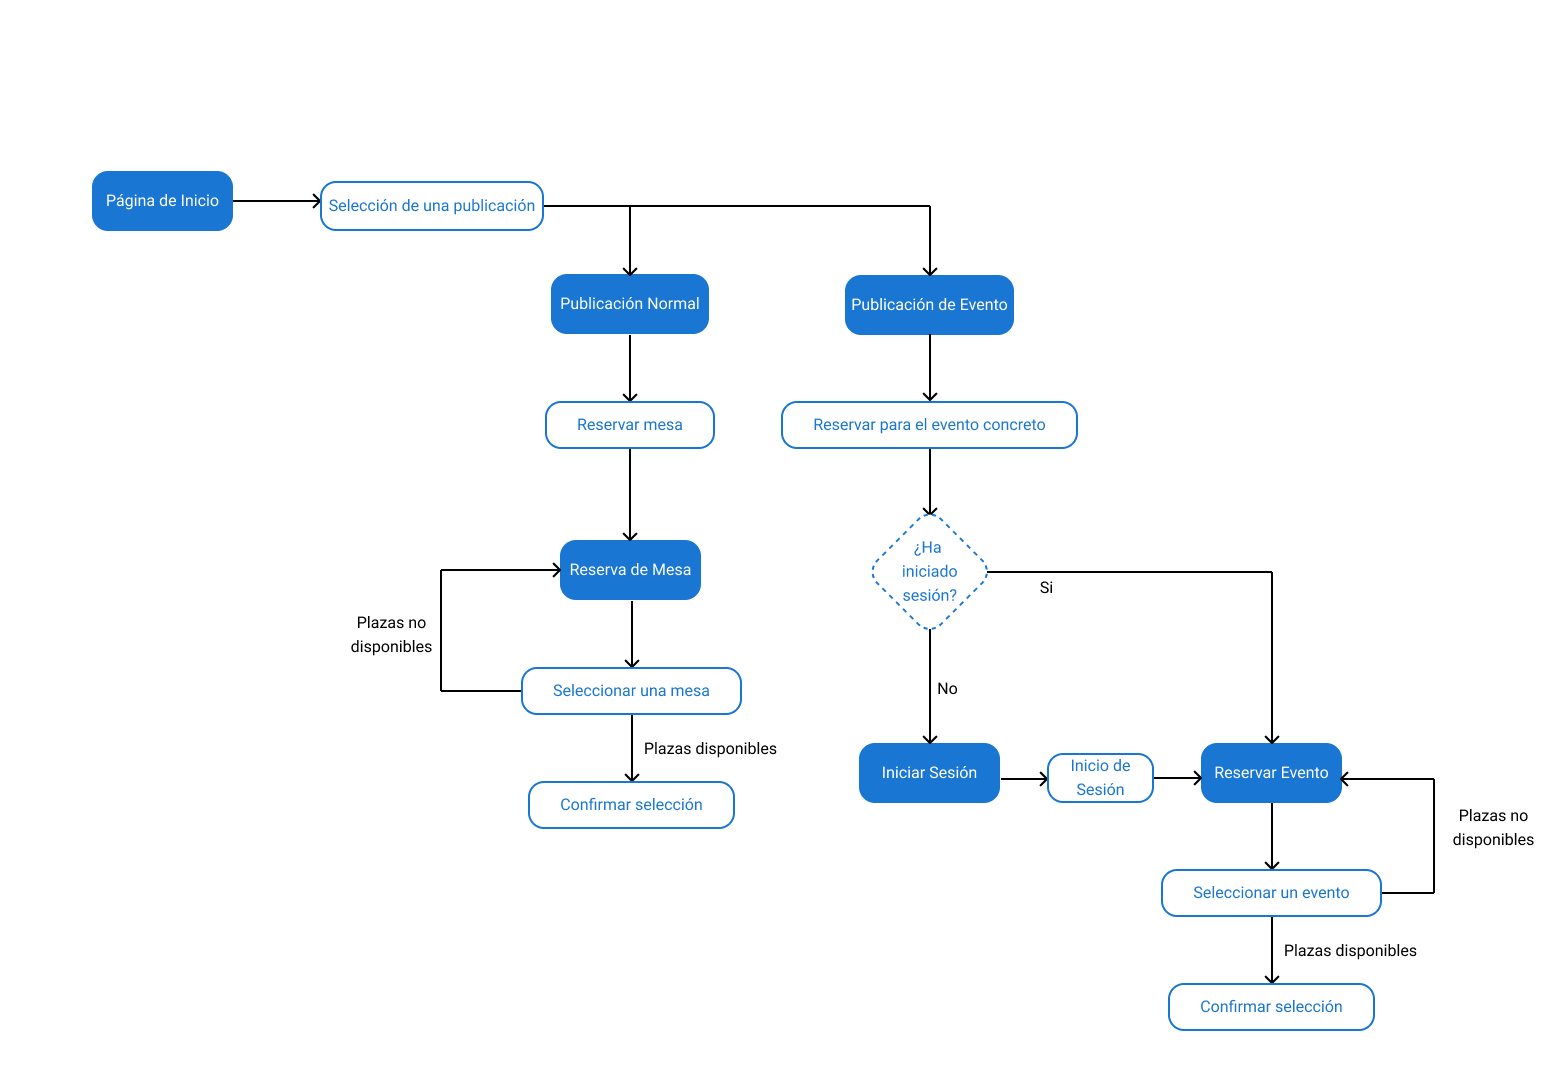 Página de Inicio
Selección de una publicación
Publicación Normal
Publicación de Evento
Reservar mesa
Reservar para el evento concreto
¿Ha
iniciado
sesión?
Si
Reserva de Mesa
Plazas no
disponibles
Seleccionar una mesa
No
Plazas disponibles
Iniciar Sesión
Inicio de
Sesión
Reservar Evento
Confirmar selección
Plazas no
disponibles
Seleccionar un evento
Plazas disponibles
Confirmar selección